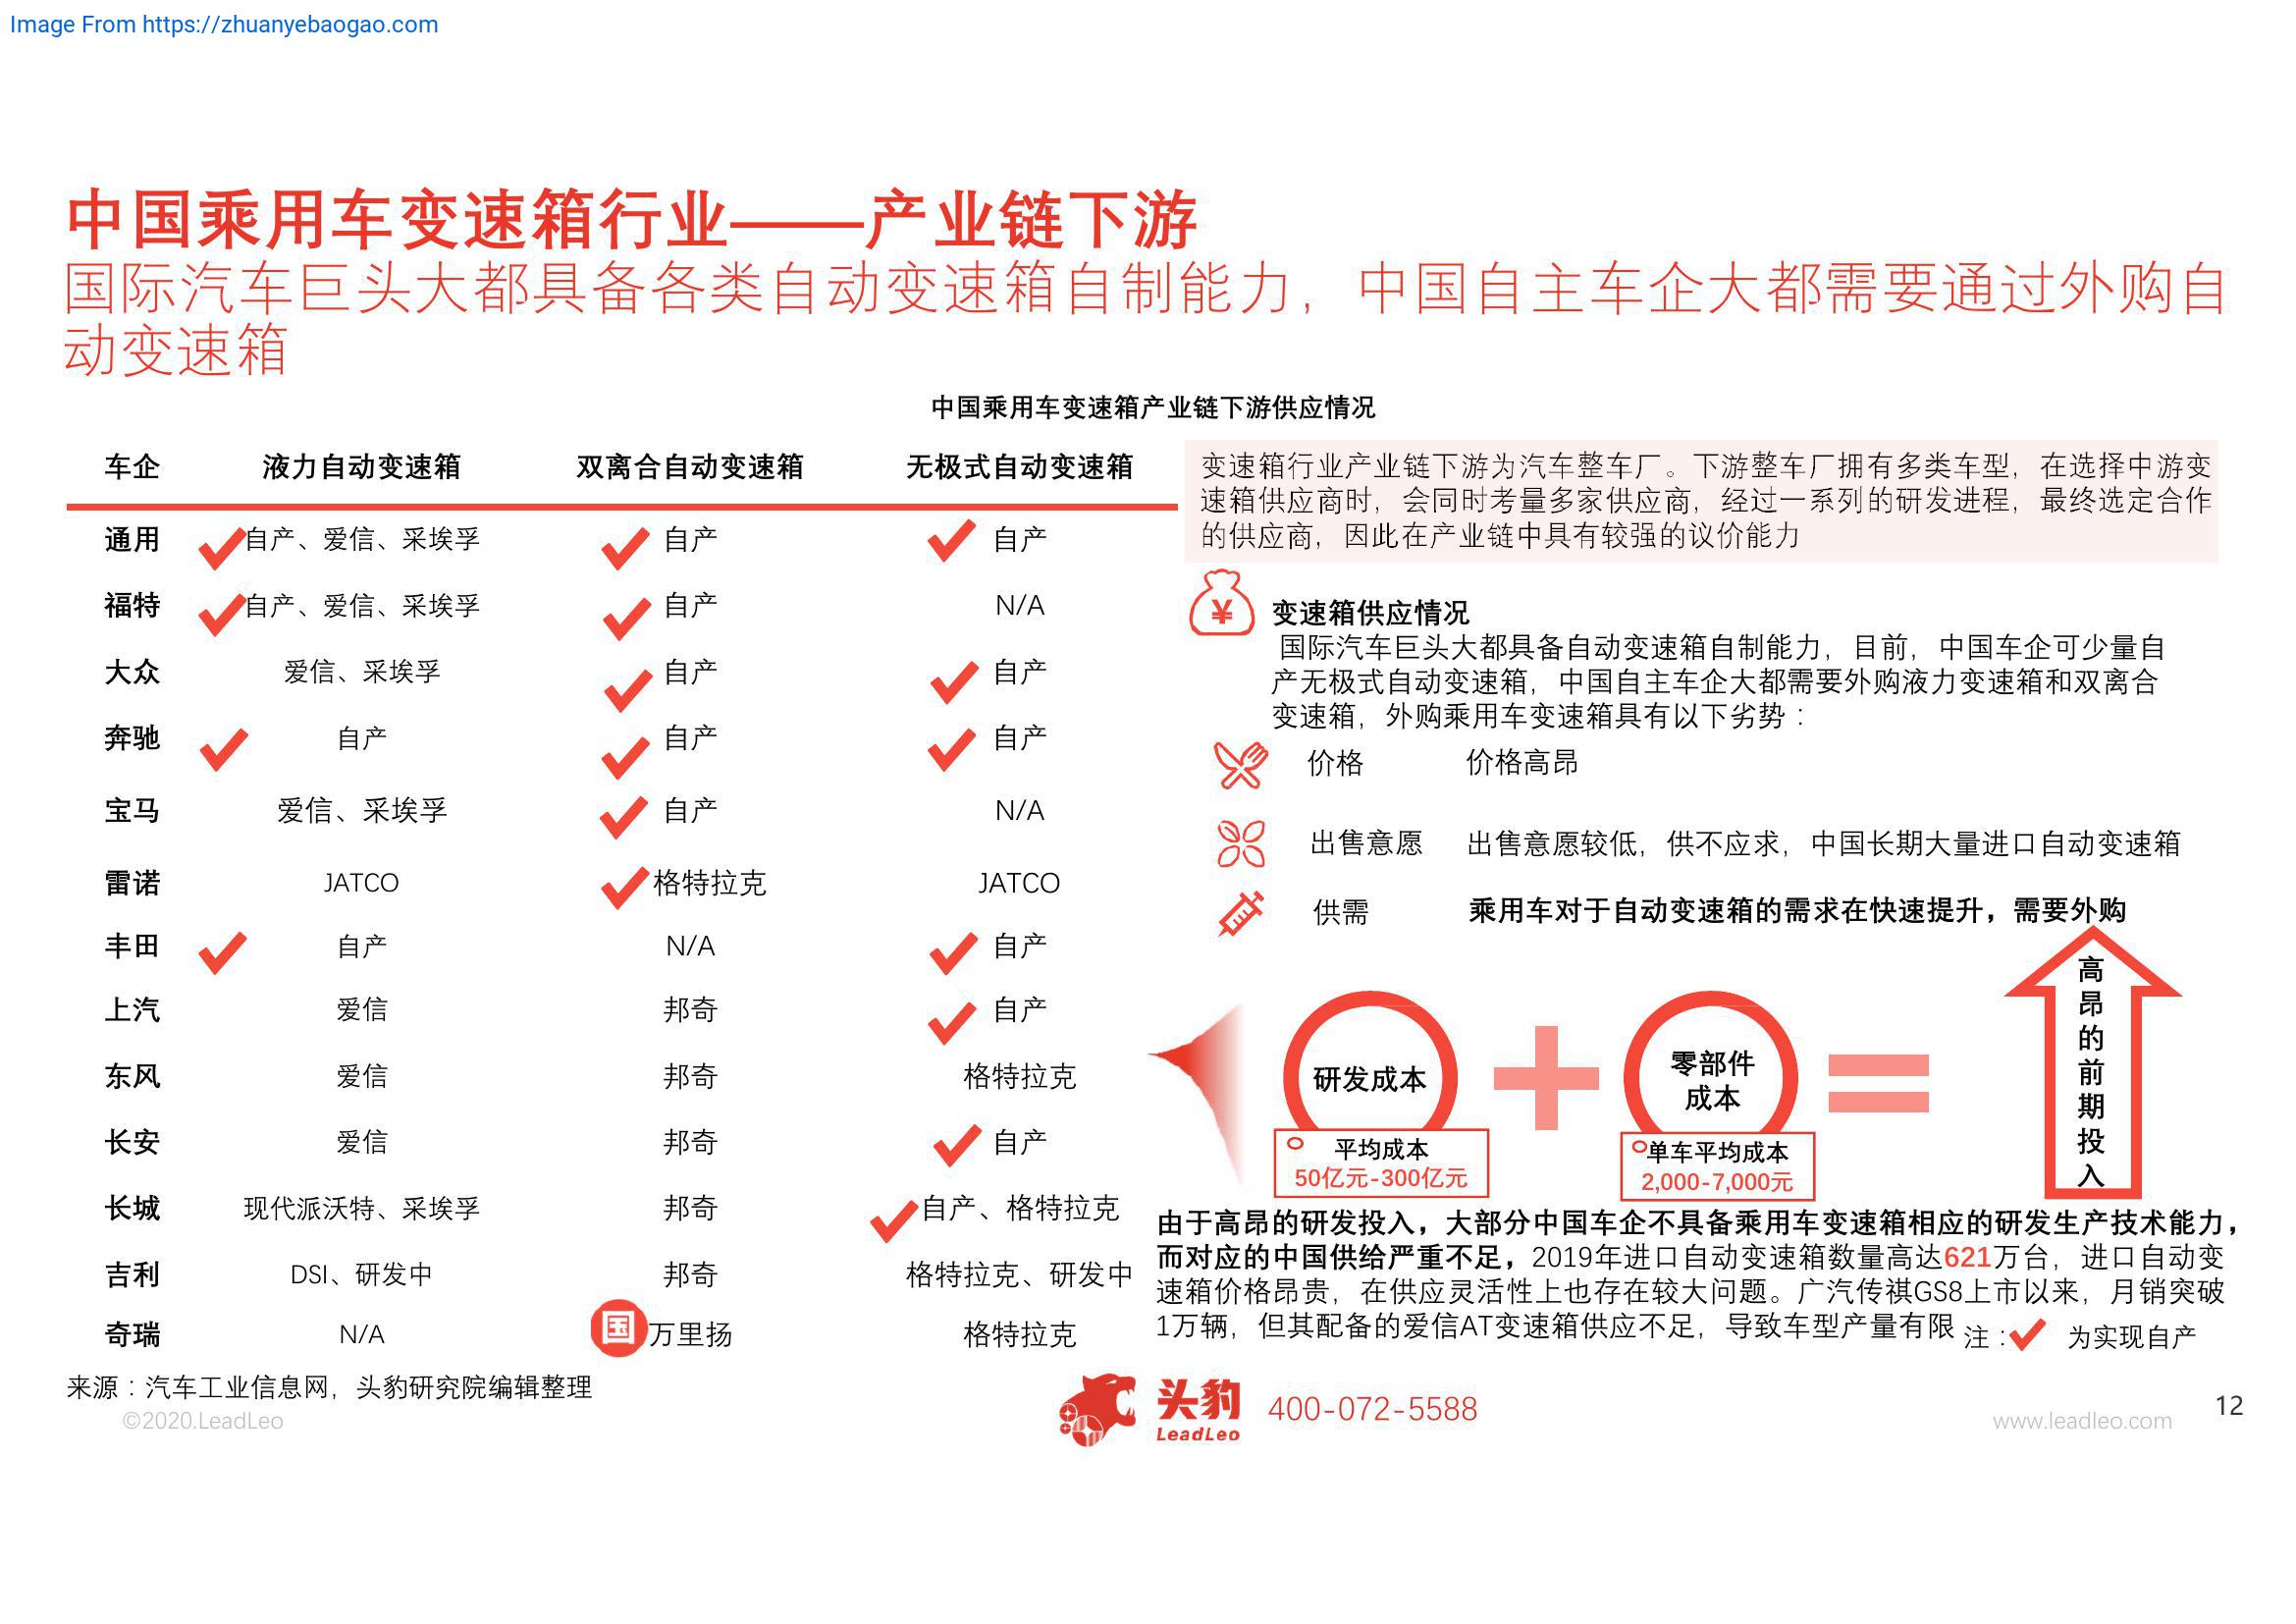 Image From https://zhuanyebaogao.com
中国乘用车变速箱行业——产业链下游
国际汽车巨头大都具备各类自动变速箱自制能力，中国自主车企大都需要通过外购自
动变速箱
中国乘用车变速箱产业链下游供应情况
车企 液力自动变速箱 双离合自动变速箱 无极式自动变速箱
通用 自产、爱信、采埃孚 自产 自产
福特 自产、爱信、采埃孚 自产 N/A
大众 爱信、采埃孚 自产 自产
奔驰 自产 自产 自产
宝马 爱信、采埃孚 自产 N/A
雷诺 JATCO 格特拉克 JATCO
丰田 自产 N/A 自产
上汽 爱信 邦奇 自产
东风 爱信 邦奇 格特拉克
长安 爱信 邦奇 自产
长城 现代派沃特、采埃孚 邦奇 自产、格特拉克
吉利 DSI、研发中 邦奇 格特拉克、研发中
奇瑞 N/A 国 万里扬 格特拉克
变速箱行业产业链下游为汽车整车厂。下游整车厂拥有多类车型，在选择中游变
速箱供应商时，会同时考量多家供应商，经过一系列的研发进程，最终选定合作
的供应商，因此在产业链中具有较强的议价能力
¥
变速箱供应情况
国际汽车巨头大都具备自动变速箱自制能力，目前，中国车企可少量自
产无极式自动变速箱，中国自主车企大都需要外购液力变速箱和双离合
变速箱，外购乘用车变速箱具有以下劣势：
价格 价格高昂
出售意愿 出售意愿较低，供不应求，中国长期大量进口自动变速箱
供需 乘用车对于自动变速箱的需求在快速提升，需要外购
研发成本
平均成本
50亿元-300亿元
零部件
成本
单车平均成本
2,000-7,000元
高
昂
的
前
期
投
入
由于高昂的研发投入，大部分中国车企不具备乘用车变速箱相应的研发生产技术能力，
而对应的中国供给严重不足，2019年进口自动变速箱数量高达621万台，进口自动变
速箱价格昂贵，在供应灵活性上也存在较大问题。广汽传祺GS8上市以来，月销突破
1万辆，但其配备的爱信AT变速箱供应不足，导致车型产量有限
注： 为实现自产
来源：汽车工业信息网，头豹研究院编辑整理
©2020.LeadLeo
头豹
LeadLeo
400-072-5588
www.leadleo.com
12